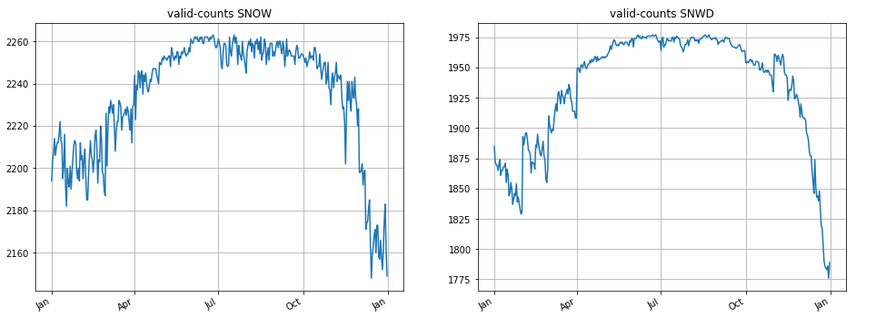 valid-counts SNOW
2260
2240
2220
2200
2180
2160
Jan
Apr
Jul
Oct
Jan
valid-counts SNWD
1975
1950
1925
1900
1875
1850
1825
1800
1775
Jan
Apr
Jul
Oct
Jan